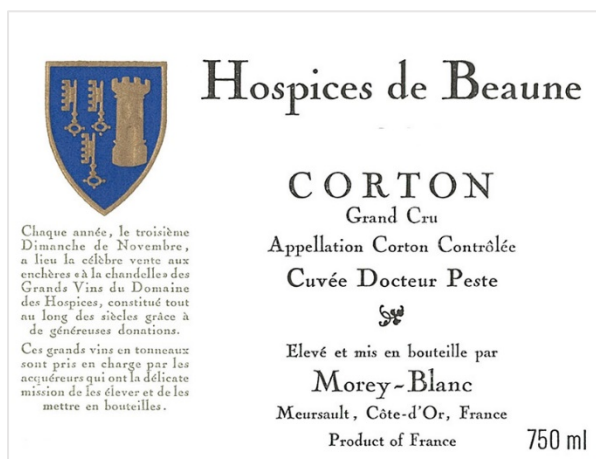 Hospices de Beaune
CORTON
Grand Cru
Appellation Corton Contrôlée
Cuvée Docteur Peste
Elevé et mis en bouteille par
Morey-Blanc
Meursault, Côte-d'Or, France
Product of France
750 ml
Chaque année, le troisième
Dimanche de Novembre,
a lieu la célèbre vente aux
enchères «à la chandelle» des
Grands Vins du Domaine
des Hospices, constitué tout
au long des siècles grâce à
de généreuses donations.
Ces grands vins en tonneaux
sont pris en charge par les
acquéreurs qui ont la délicate
mission de les élever et de les
mettre en bouteilles.